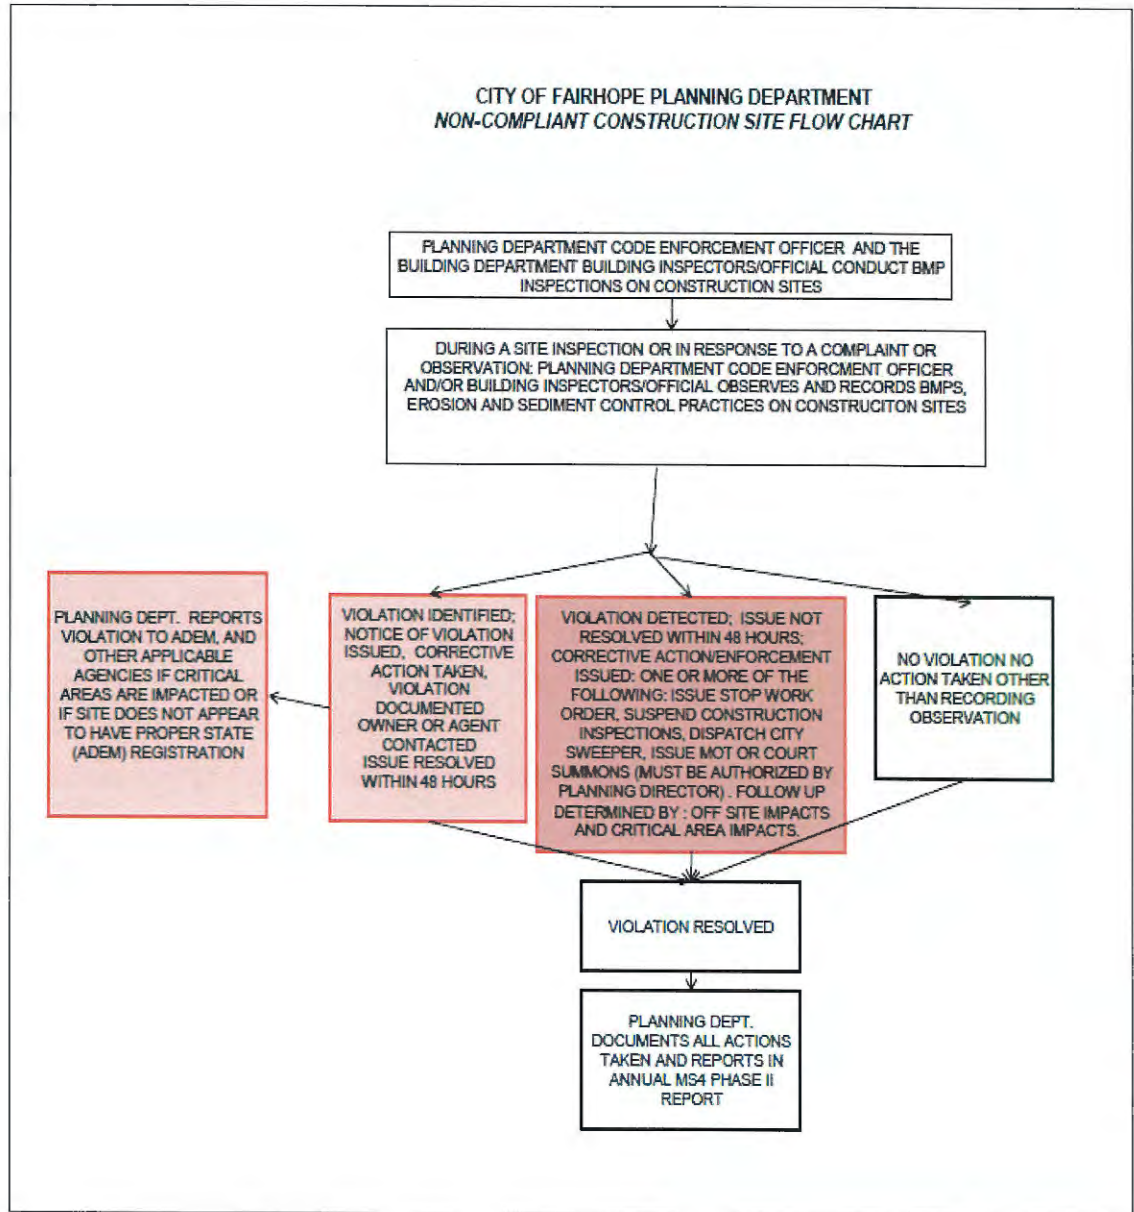 CITY OF FAIRHOPE PLANNING DEPARTMENT
NON-COMPLIANT CONSTRUCTION SITE FLOW CHART
PLANNING DEPARTMENT CODE ENFORCEMENT OFFICER AND THE
BUILDING DEPARTMENT BUILDING INSPECTORS/OFFICIAL CONDUCT BMP
INSPECTIONS ON CONSTRUCTION SITES
DURING A SITE INSPECTION OR IN RESPONSE TO A COMPLAINT OR
OBSERVATION: PLANNING DEPARTMENT CODE ENFORCMENT OFFICER
AND/OR BUILDING INSPECTORS/OFFICIAL OBSERVES AND RECORDS BMPS,
EROSION AND SEDIMENT CONTROL PRACTICES ON CONSTRUCITON SITES
PLANNING DEPT. REPORTS
VIOLATION TO ADEM, AND
OTHER APPLICABLE
AGENCIES IF CRITICAL
AREAS ARE IMPACTED OR
IF SITE DOES NOT APPEAR
TO HAVE PROPER STATE
(ADEM) REGISTRATION
VIOLATION IDENTIFIED;
NOTICE OF VIOLATION
ISSUED, CORRECTIVE
ACTION TAKEN,
VIOLATION
DOCUMENTED
OWNER OR AGENT
CONTACTED
ISSUE RESOLVED
WITHIN 48 HOURS
VIOLATION DETECTED; ISSUE NOT
RESOLVED WITHIN 48 HOURS;
CORRECTIVE ACTION/ENFORCEMENT
ISSUED: ONE OR MORE OF THE
FOLLOWING: ISSUE STOP WORK
ORDER, SUSPEND CONSTRUCTION
INSPECTIONS, DISPATCH CITY
SWEEPER, ISSUE MOT OR COURT
SUMMONS (MUST BE AUTHORIZED BY
PLANNING DIRECTOR) . FOLLOW UP
DETERMINED BY : OFF SITE IMPACTS
AND CRITICAL AREA IMPACTS.
NO VIOLATION NO
ACTION TAKEN OTHER
THAN RECORDING
OBSERVATION
VIOLATION RESOLVED
PLANNING DEPT.
DOCUMENTS ALL ACTIONS
TAKEN AND REPORTS IN
ANNUAL MS4 PHASE II
REPORT